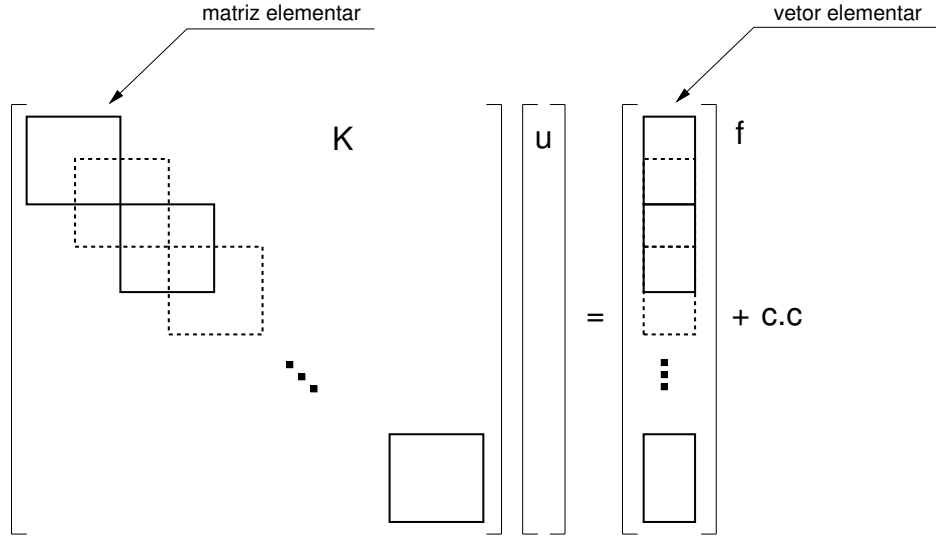 matriz elementar
vetor elementar
K
u
f
=
+ c.c